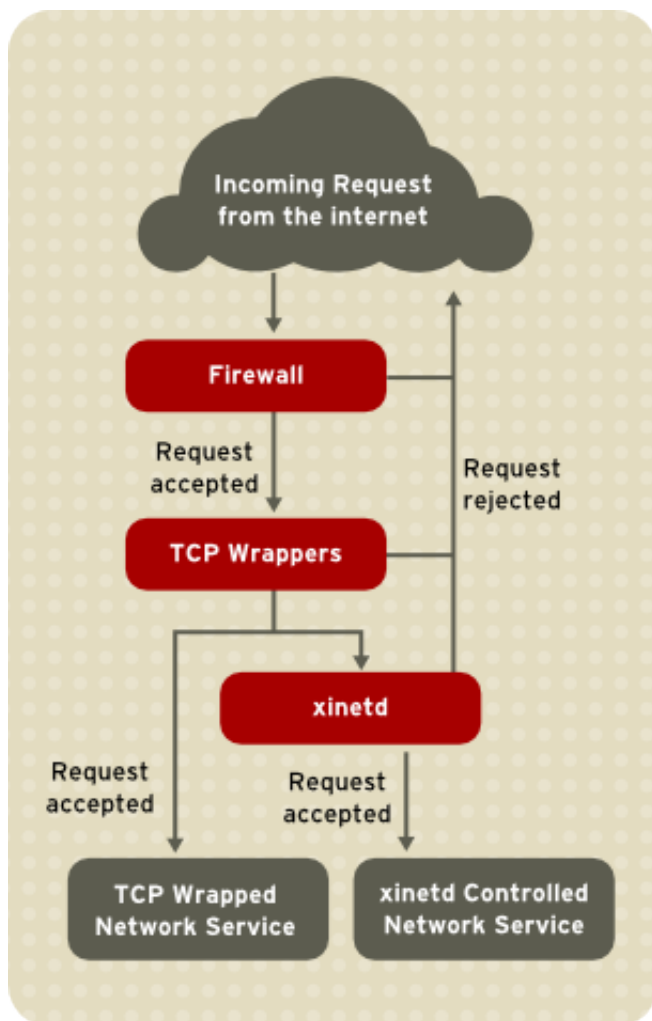 Incoming Request
from the internet
Firewall
Request
accepted
Request
rejected
TCP Wrappers
xinetd
Request
accepted
Request
accepted
TCP Wrapped
Network Service
xinetd Controlled
Network Service